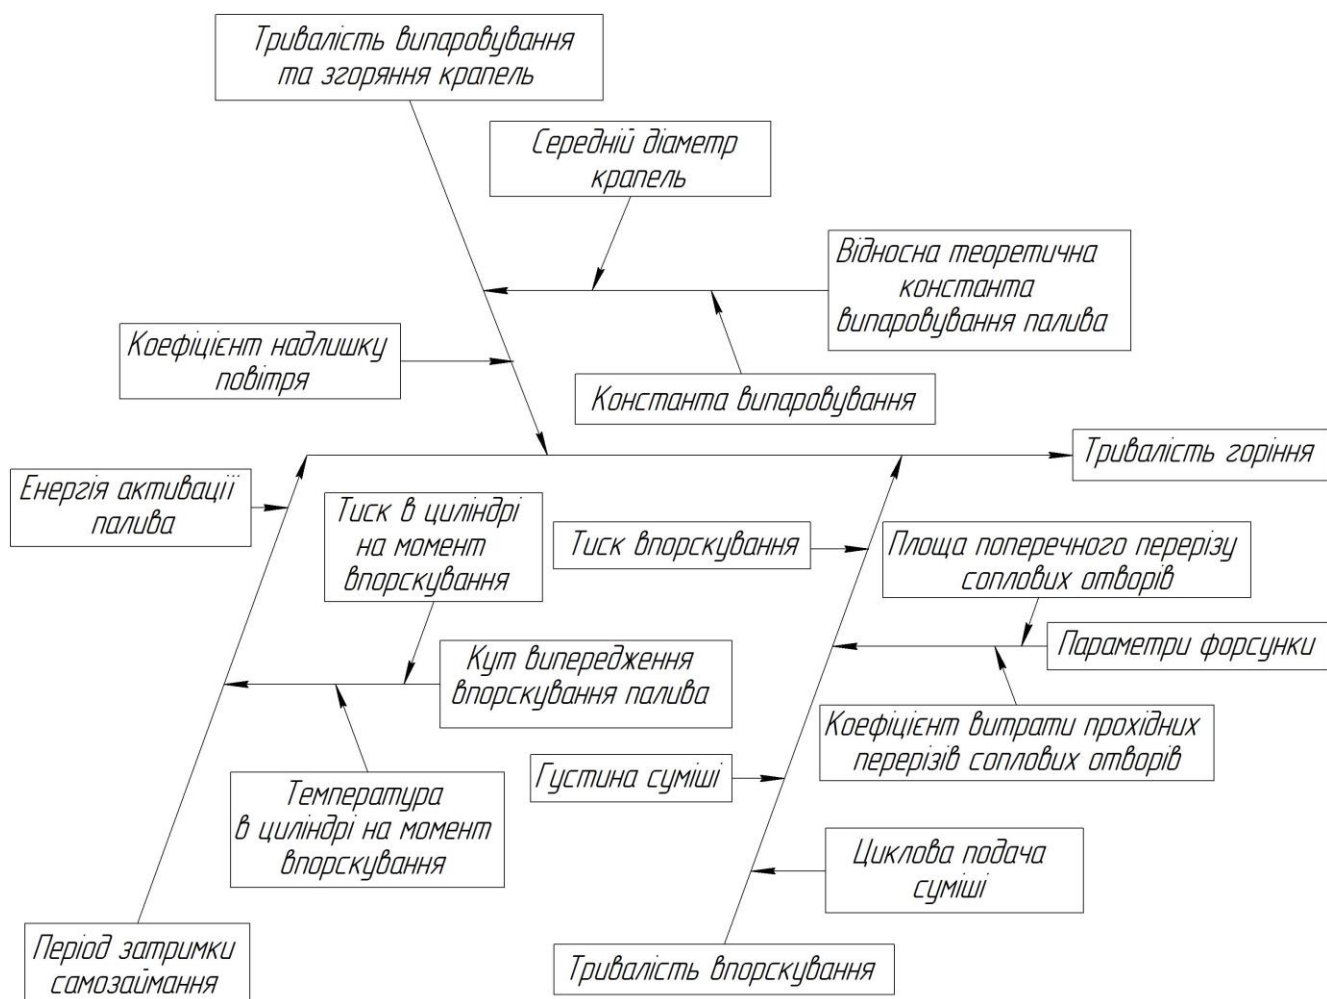 Тривалість випаровування
та згоряння крапель
Середній діаметр
крапель
Відносна теоретична
константа
випаровування палива
Коефіцієнт надлишку
повітря
Константа випаровування
Тривалість горіння
Енергія активації
палива
Тиск в циліндрі
на момент
впорскування
Тиск впорскування
Площа поперечного перерізу
соплових отворів
Параметри форсунки
Кут випередження
впорскування палива
Коефіцієнт витрати прохідних
перерізів соплових отворів
Густина суміші
Температура
в циліндрі на момент
впорскування
Циклова подача
суміші
Період затримки
самозаймання
Тривалість впорскування